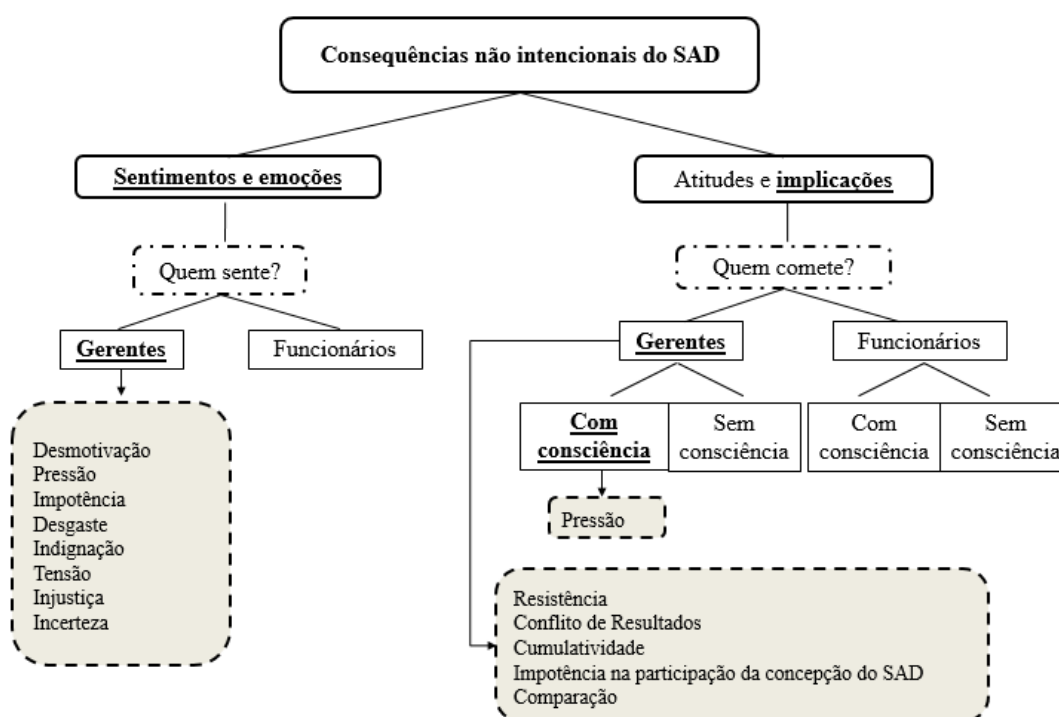 Consequências não intencionais do SAD
Sentimentos e emoções
Atitudes e implicações
Quem sente?
Quem comete?
Gerentes
Funcionários
Gerentes
Funcionários
Com
consciência
Sem
consciência
Com
consciência
Sem
consciência
Desmotivação
Pressão
Impotência
Desgaste
Indignação
Tensão
Injustiça
Incerteza
Pressão
Resistência
Conflito de Resultados
Cumulatividade
Impotência na participação da concepção do SAD
Comparação